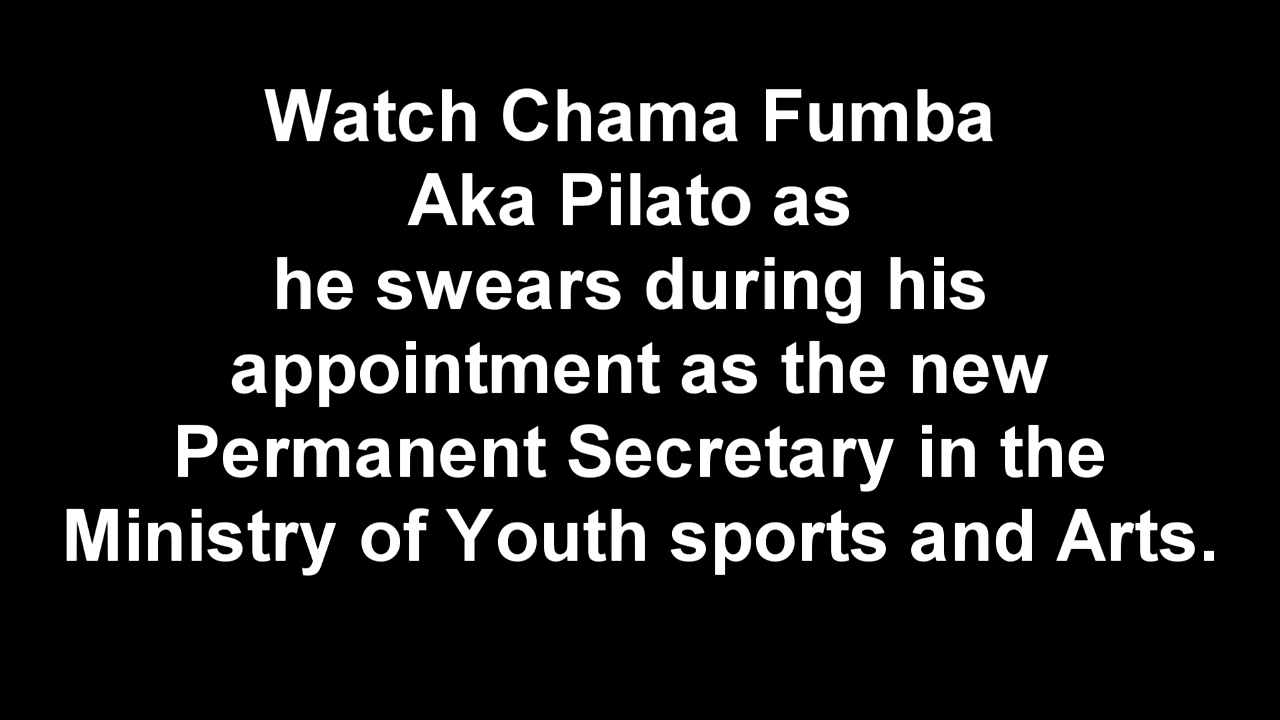 Watch Chama Fumba
Aka Pilato as
he swears during his
appointment as the new
Permanent Secretary in the
Ministry of Youth sports and Arts.